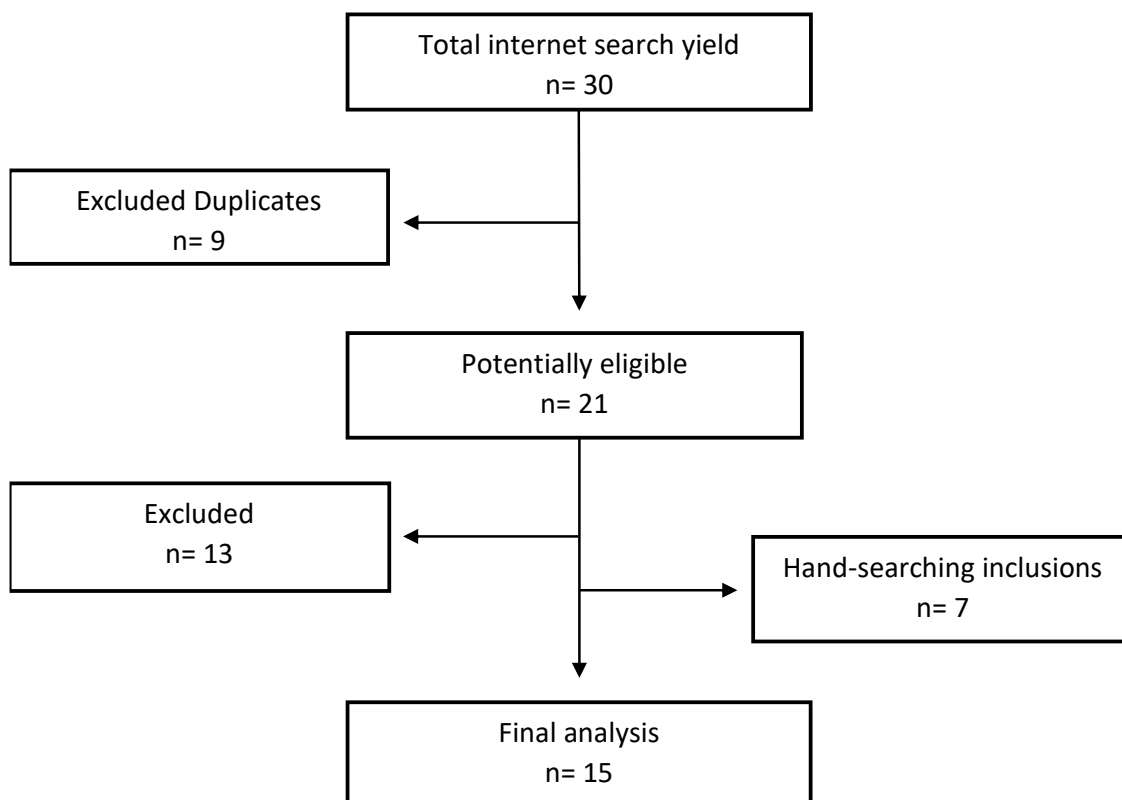 Total internet search yield
n= 30
Excluded Duplicates
n= 9
Potentially eligible
n= 21
Excluded
n= 13
Hand-searching inclusions
n= 7
Final analysis
n= 15